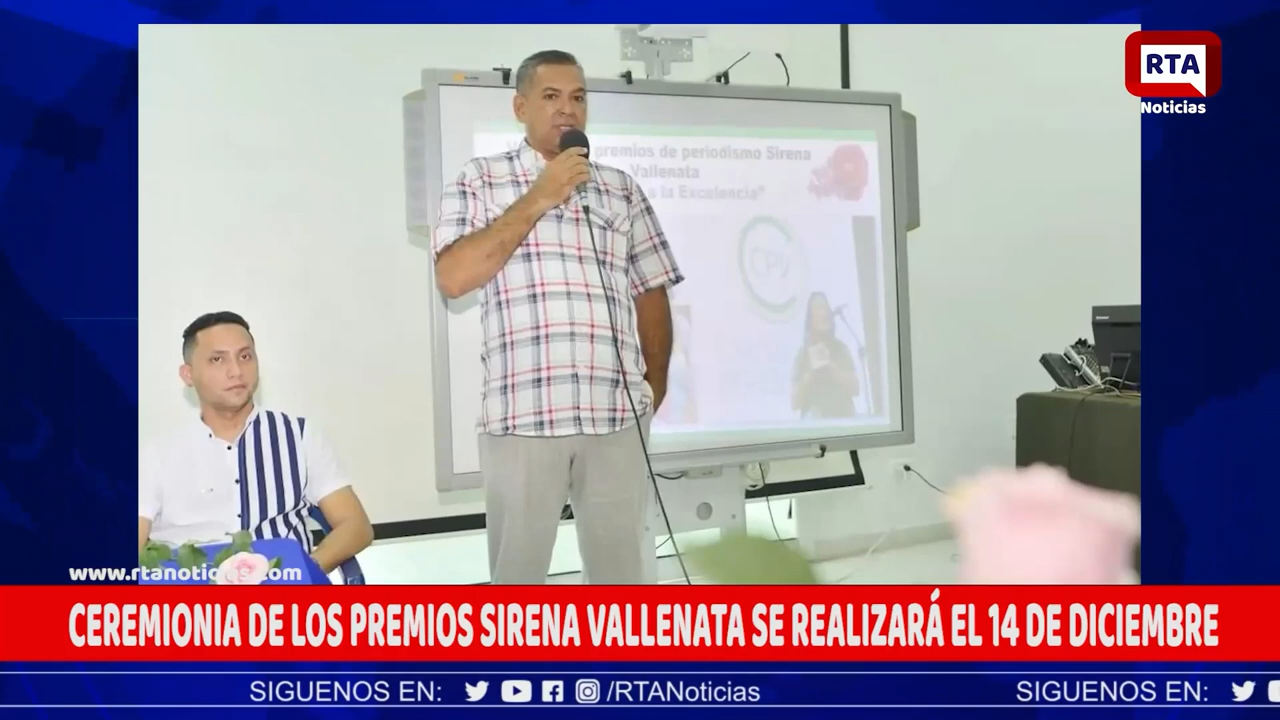 RTA
Noticias
premios de periodismo Sirena
Vallenata
a la Excelencia"
CPV
www.rtanoticias.com
CEREMIONIA DE LOS PREMIOS SIRENA VALLENATA SE REALIZARÁ EL 14 DE DICIEMBRE
SIGUENOS EN: /RTANoticias
SIGUENOS EN: